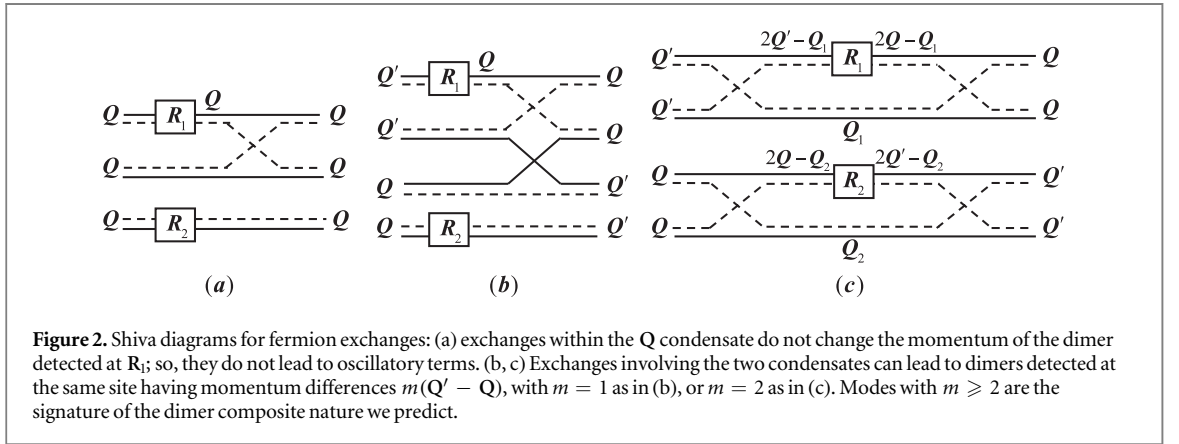 Q R₁ Q Q
Q Q
Q R₂ Q
(a)
Q′ R₁ Q Q
Q′ Q
Q Q′
Q R₂ Q′
(b)
Q′ 2Q′ – Q₁ R₁ 2Q – Q₁ Q
Q′ Q
Q₁
Q 2Q – Q₂ R₂ 2Q′ – Q₂ Q′
Q Q′
Q₂
(c)
Figure 2. Shiva diagrams for fermion exchanges: (a) exchanges within the Q condensate do not change the momentum of the dimer
detected at R₁; so, they do not lead to oscillatory terms. (b, c) Exchanges involving the two condensates can lead to dimers detected at
the same site having momentum differences m(Q′ − Q), with m = 1 as in (b), or m = 2 as in (c). Modes with m ⩾ 2 are the
signature of the dimer composite nature we predict.